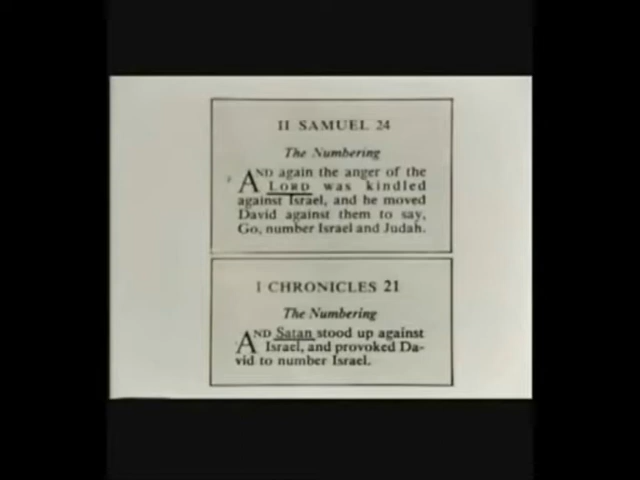 II SAMUEL 24
The Numbering
AND again the anger of the
LORD was kindled
against Israel, and he moved
David against them to say,
Go, number Israel and Judah.
I CHRONICLES 21
The Numbering
AND Satan stood up against
Israel, and provoked Da-
vid to number Israel.